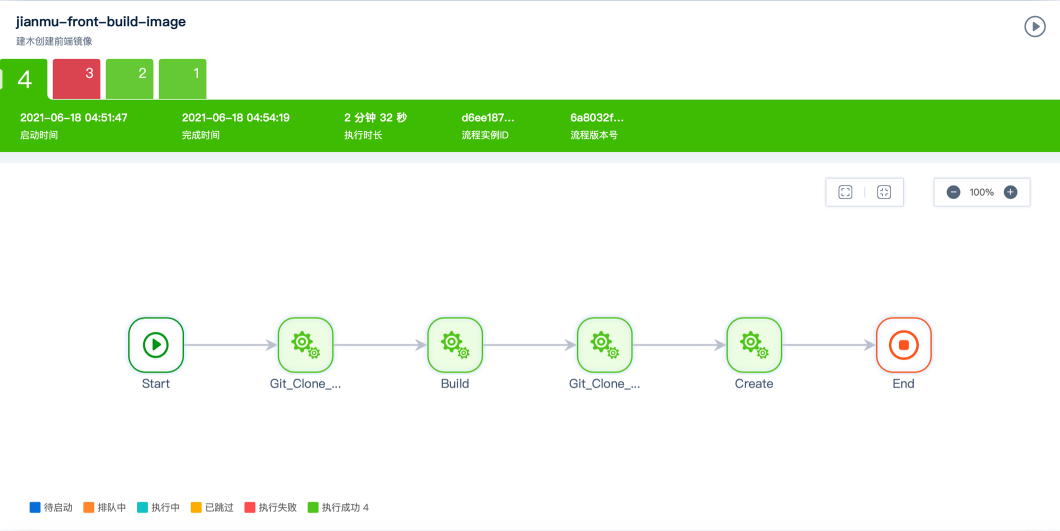 jianmu-front-build-image
建木创建前端镜像
4 3 2 1
2021-06-18 04:51:47 2021-06-18 04:54:19 2 分钟 32 秒 d6ee187... 6a8032f...
启动时间 完成时间 执行时长 流程实例ID 流程版本号
100%
Start Git_Clone_... Build Git_Clone_... Create End
待启动 排队中 执行中 已跳过 执行失败 执行成功 4